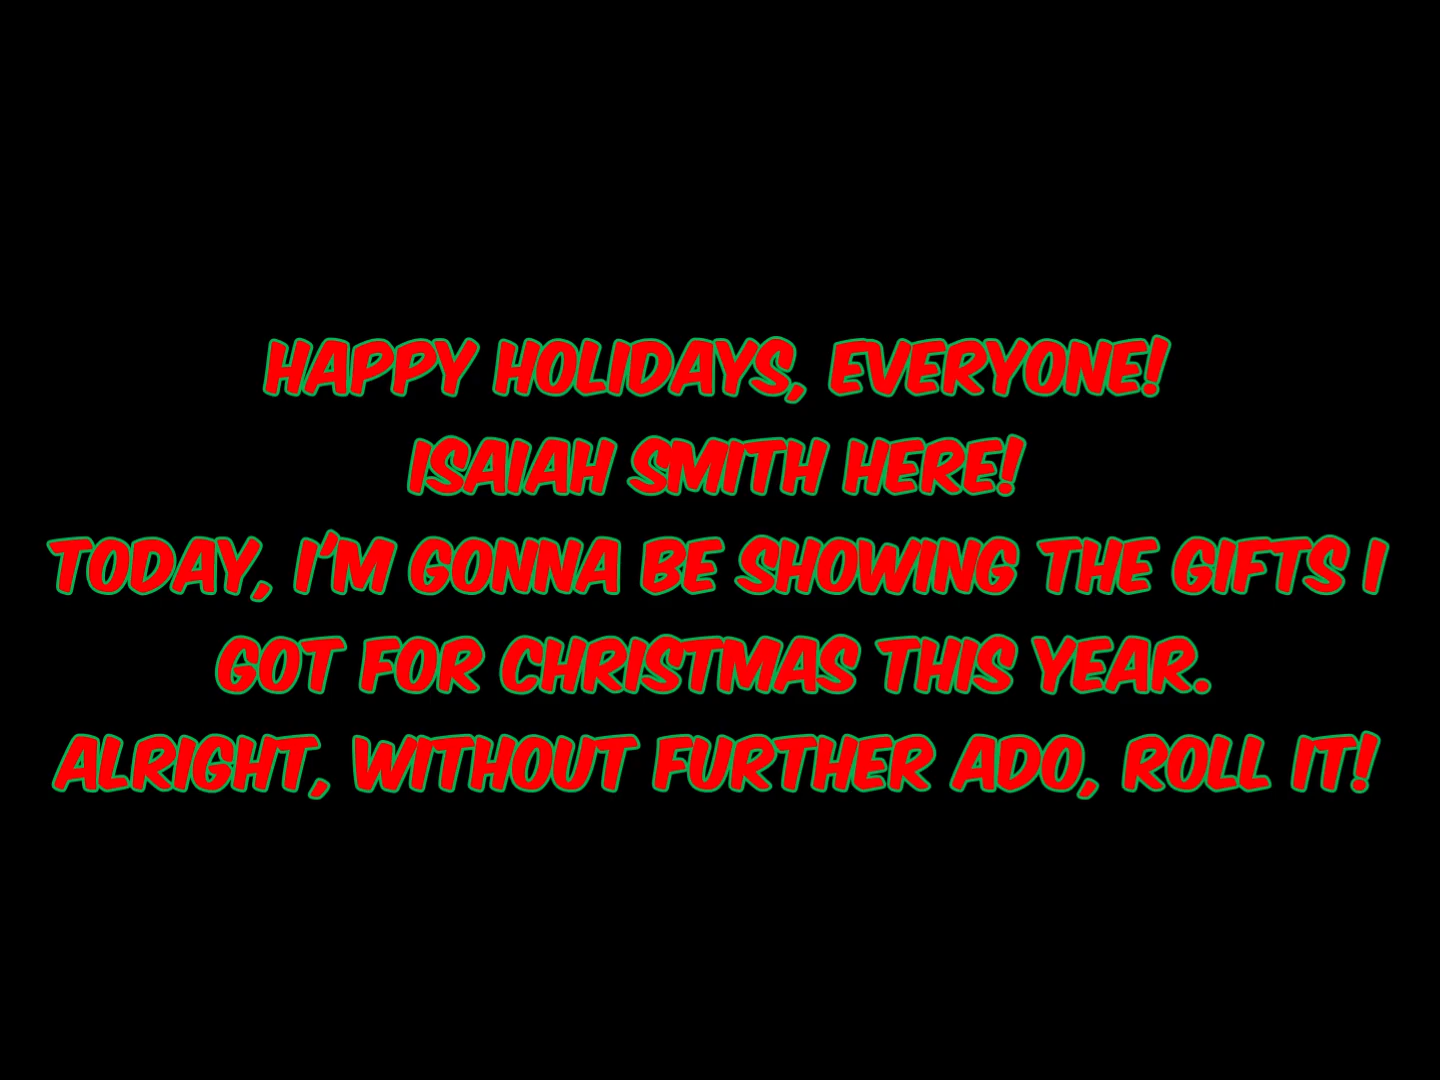 HAPPY HOLIDAYS, EVERYONE!
ISAIAH SMITH HERE!
TODAY, I'M GONNA BE SHOWING THE GIFTS I
GOT FOR CHRISTMAS THIS YEAR.
ALRIGHT, WITHOUT FURTHER ADO, ROLL IT!